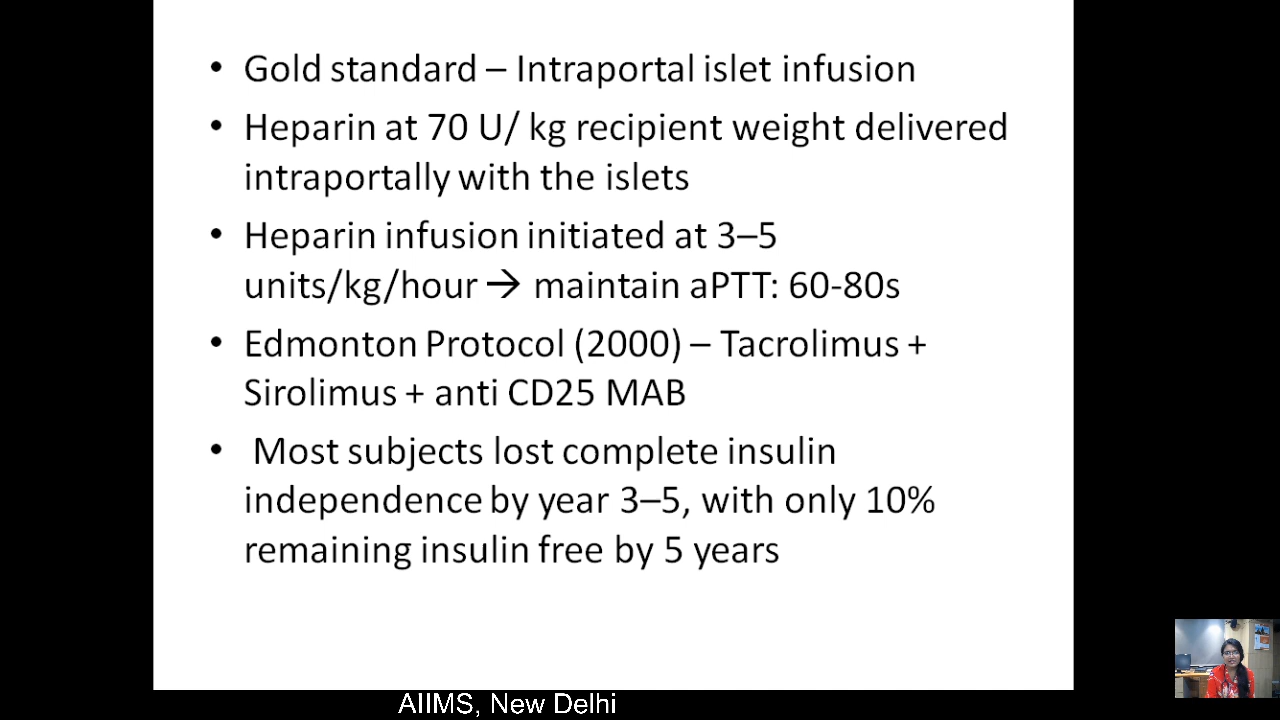 • Gold standard – Intraportal islet infusion
• Heparin at 70 U/ kg recipient weight delivered
intraportally with the islets
• Heparin infusion initiated at 3–5
units/kg/hour → maintain aPTT: 60-80s
• Edmonton Protocol (2000) – Tacrolimus +
Sirolimus + anti CD25 MAB
• Most subjects lost complete insulin
independence by year 3–5, with only 10%
remaining insulin free by 5 years
AIIMS, New Delhi